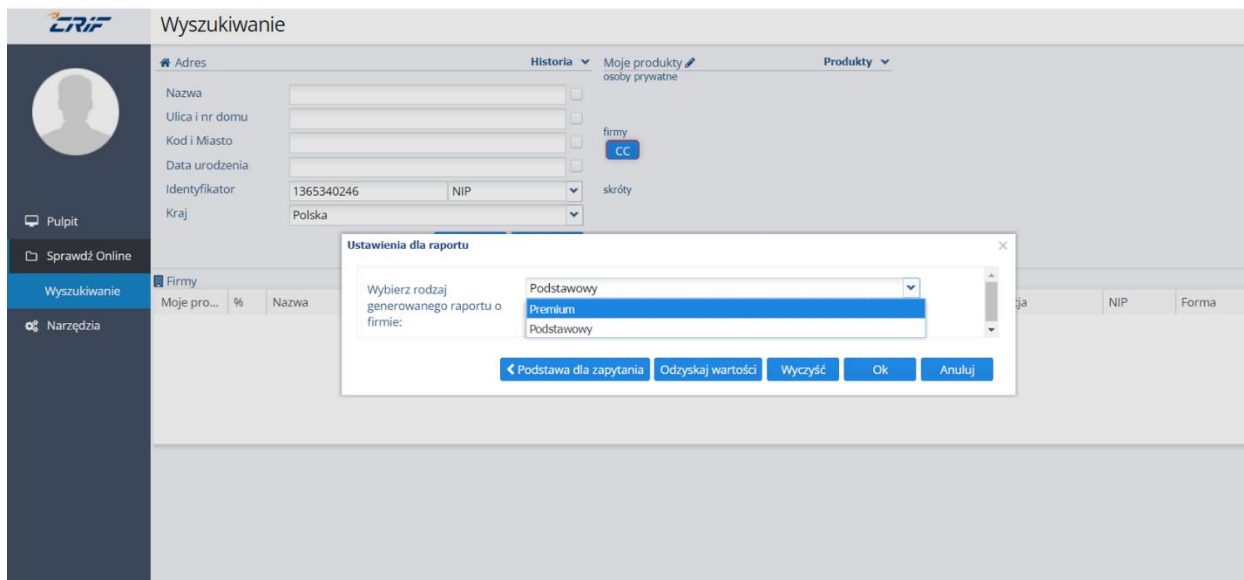 CRIF
Wyszukiwanie
Adres
Historia
Moje produkty
Produkty
osoby prywatne
Nazwa
Ulica i nr domu
firmy
Kod i Miasto
CC
Data urodzenia
Identyfikator
1365340246
NIP
skróty
Kraj
Polska
Pulpit
Sprawdź Online
Wyszukiwanie
Narzędzia
Ustawienia dla raportu
Firmy
Moje pro...
%
Nazwa
cja
NIP
Forma
Wybierz rodzaj
generowanego raportu o
firmie:
Podstawowy
Premium
Podstawowy
Podstawa dla zapytania
Odzyskaj wartości
Wyczyść
Ok
Anuluj